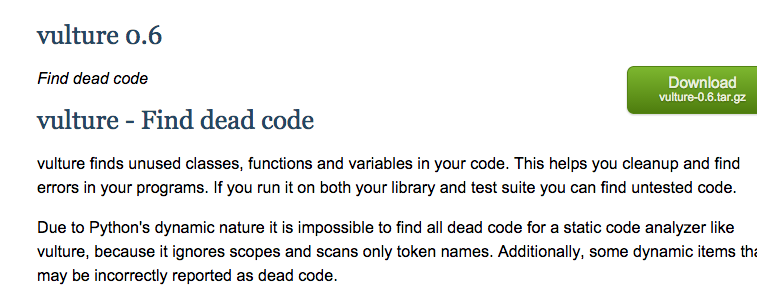 vulture 0.6
Find dead code
Download
vulture-0.6.tar.gz
vulture - Find dead code
vulture finds unused classes, functions and variables in your code. This helps you cleanup and find
errors in your programs. If you run it on both your library and test suite you can find untested code.
Due to Python's dynamic nature it is impossible to find all dead code for a static code analyzer like
vulture, because it ignores scopes and scans only token names. Additionally, some dynamic items
may be incorrectly reported as dead code.